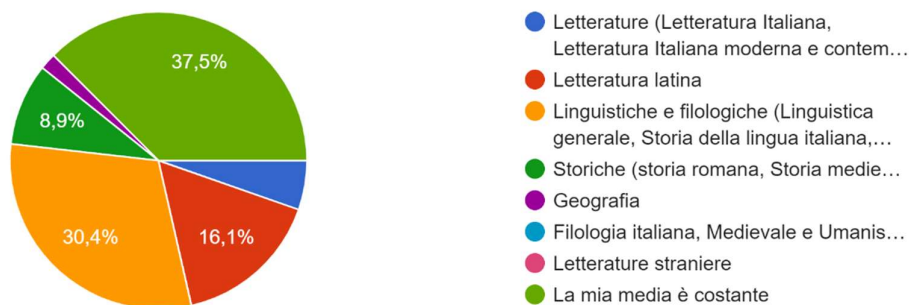 37,5%
8,9%
30,4%
16,1%
Letterature (Letteratura Italiana,
Letteratura Italiana moderna e contem…
Letteratura latina
Linguistiche e filologiche (Linguistica
generale, Storia della lingua italiana,…
Storiche (storia romana, Storia medie…
Geografia
Filologia italiana, Medievale e Umanis…
Letterature straniere
La mia media è costante